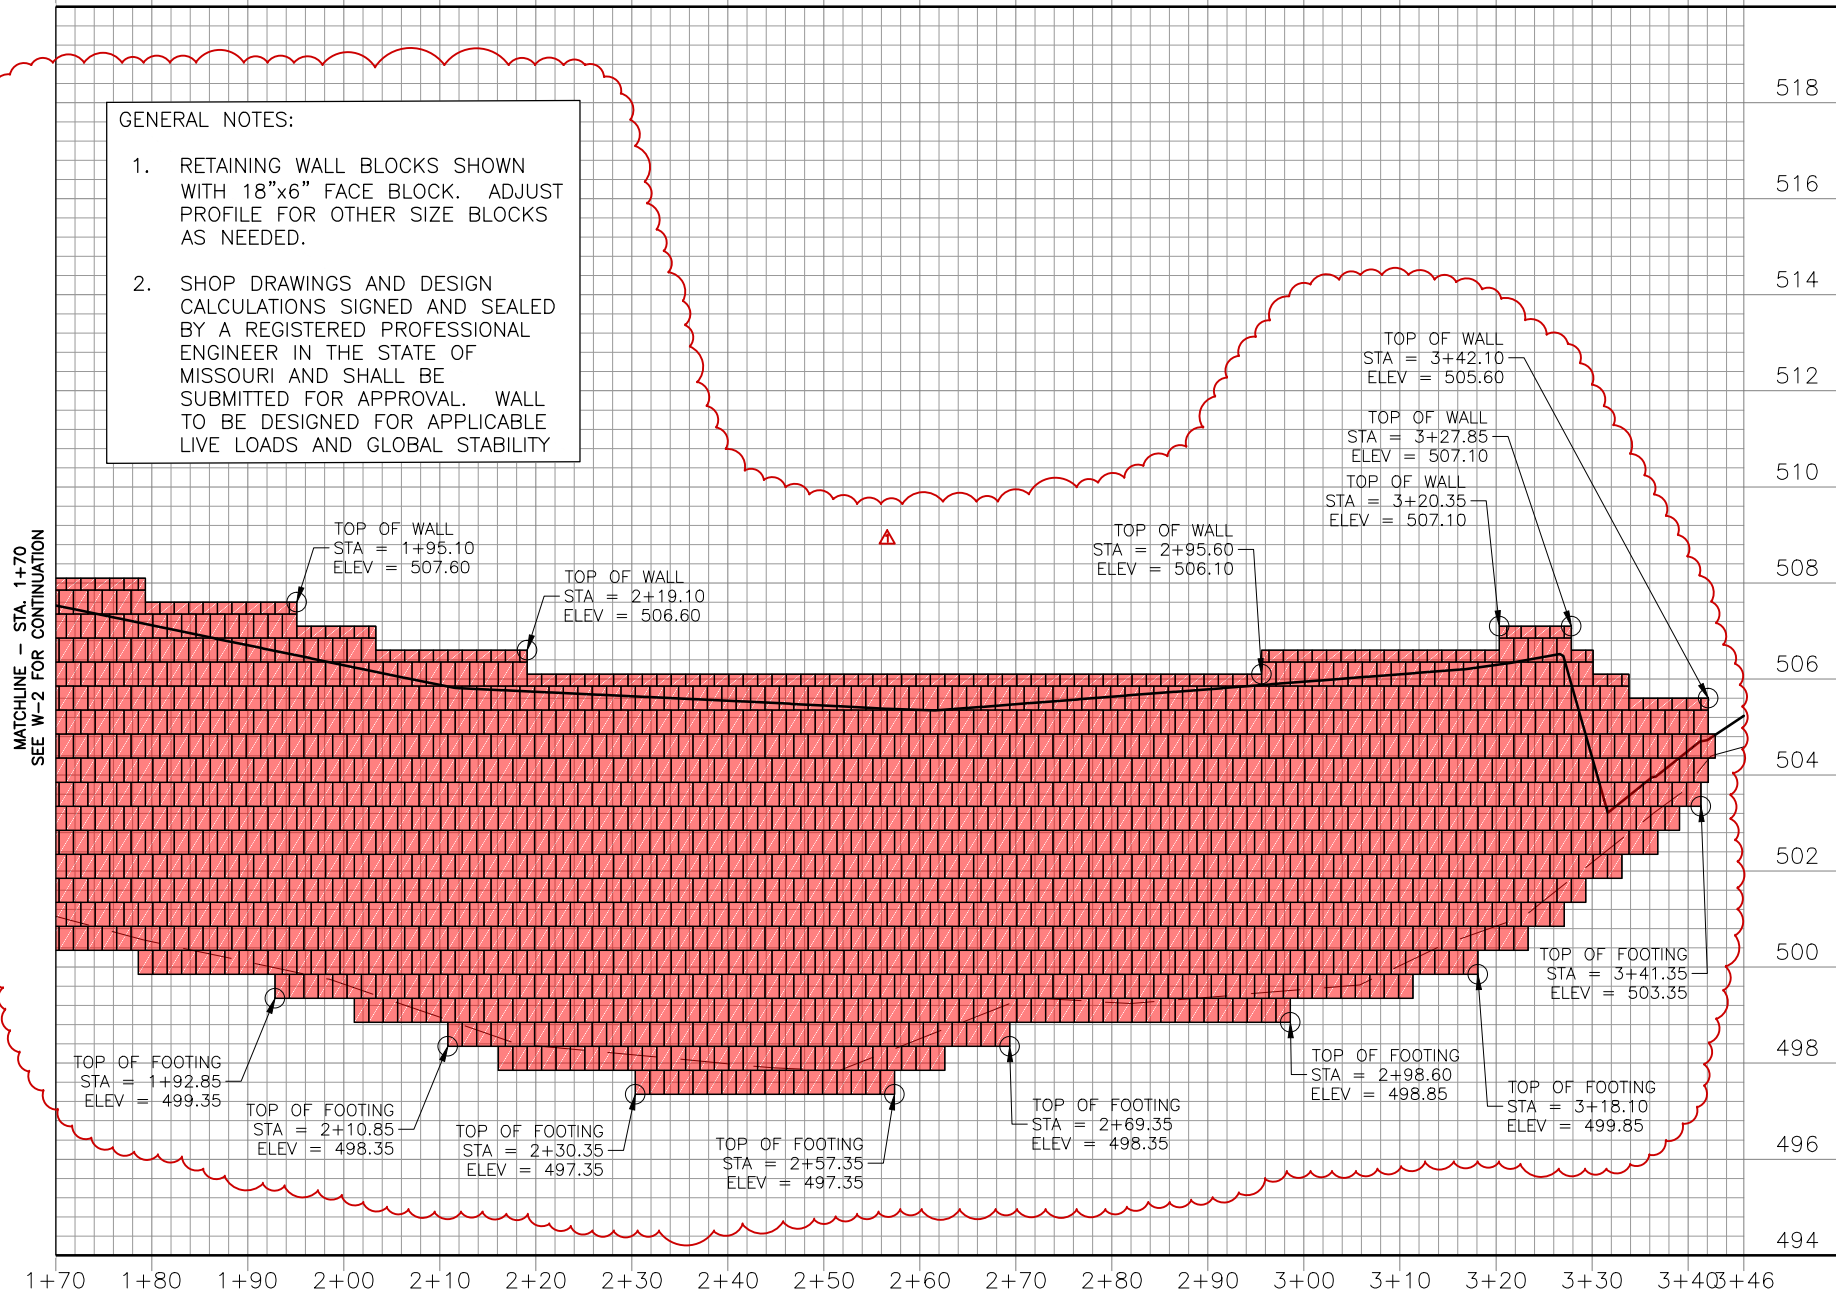 GENERAL NOTES:
1. RETAINING WALL BLOCKS SHOWN
WITH 18"x6" FACE BLOCK. ADJUST
PROFILE FOR OTHER SIZE BLOCKS
AS NEEDED.
2. SHOP DRAWINGS AND DESIGN
CALCULATIONS SIGNED AND SEALED
BY A REGISTERED PROFESSIONAL
ENGINEER IN THE STATE OF
MISSOURI AND SHALL BE
SUBMITTED FOR APPROVAL. WALL
TO BE DESIGNED FOR APPLICABLE
LIVE LOADS AND GLOBAL STABILITY
MATCHLINE - STA. 1+70
SEE W-2 FOR CONTINUATION
TOP OF WALL
STA = 1+95.10
ELEV = 507.60
TOP OF WALL
STA = 2+19.10
ELEV = 506.60
1
TOP OF WALL
STA = 2+95.60
ELEV = 506.10
TOP OF WALL
STA = 3+42.10
ELEV = 505.60
TOP OF WALL
STA = 3+27.85
ELEV = 507.10
TOP OF WALL
STA = 3+20.35
ELEV = 507.10
TOP OF FOOTING
STA = 1+92.85
ELEV = 499.35
TOP OF FOOTING
STA = 2+10.85
ELEV = 498.35
TOP OF FOOTING
STA = 2+30.35
ELEV = 497.35
TOP OF FOOTING
STA = 2+57.35
ELEV = 497.35
TOP OF FOOTING
STA = 2+69.35
ELEV = 498.35
TOP OF FOOTING
STA = 2+98.60
ELEV = 498.85
TOP OF FOOTING
STA = 3+18.10
ELEV = 499.85
TOP OF FOOTING
STA = 3+41.35
ELEV = 503.35
518
516
514
512
510
508
506
504
502
500
498
496
494
1+70 1+80 1+90 2+00 2+10 2+20 2+30 2+40 2+50 2+60 2+70 2+80 2+90 3+00 3+10 3+20 3+30 3+40 3+46